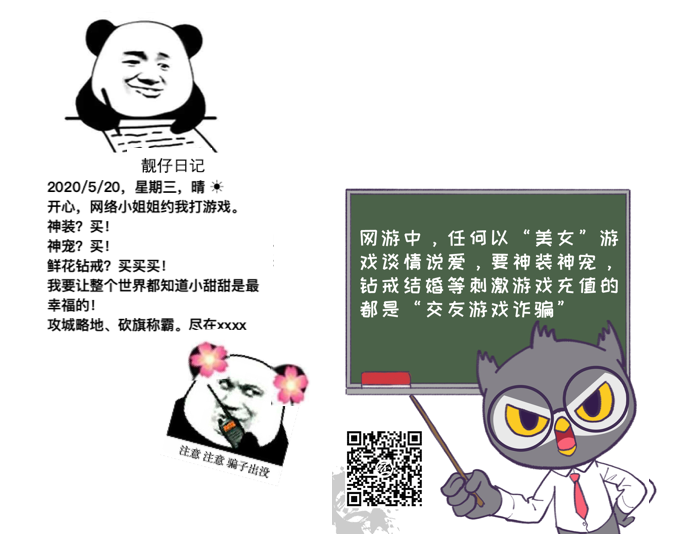 靓仔日记
2020/5/20，星期三，晴 ☀
开心，网络小姐姐约我打游戏。
神装？买！
神宠？买！
鲜花钻戒？买买买！
我要让整个世界都知道小甜甜是最
幸福的！
攻城略地、砍旗称霸。尽在xxxx
注意 注意 骗子出没
网游中，任何以“美女”游
戏谈情说爱，要神装神宠，
钻戒结婚等刺激游戏充值的
都是“交友游戏诈骗”